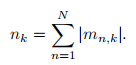 n_k = \sum_{n=1}^{N} |m_{n,k}|.